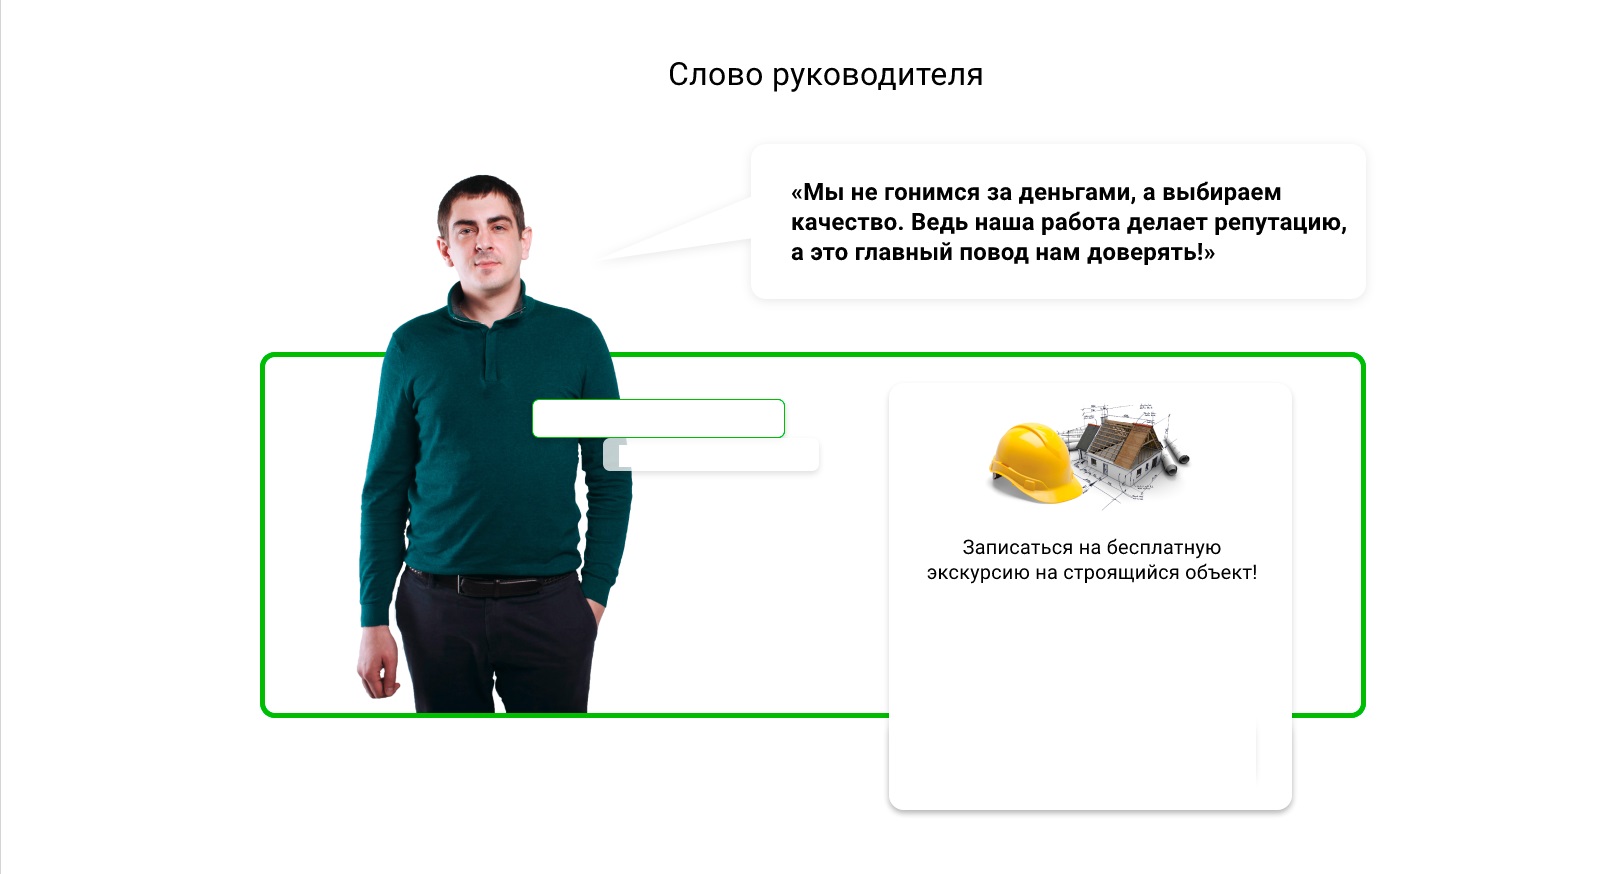 Слово руководителя
«Мы не гонимся за деньгами, а выбираем
качество. Ведь наша работа делает репутацию,
а это главный повод нам доверять!»
Записаться на бесплатную
экскурсию на строящийся объект!